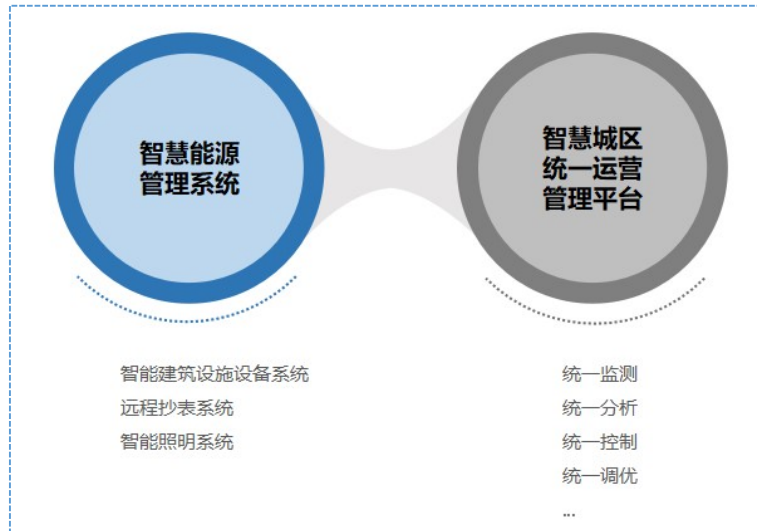 智慧能源
管理系统
智慧城区
统一运营
管理平台
智能建筑设施设备系统
远程抄表系统
智能照明系统
统一监测
统一分析
统一控制
统一调优
...